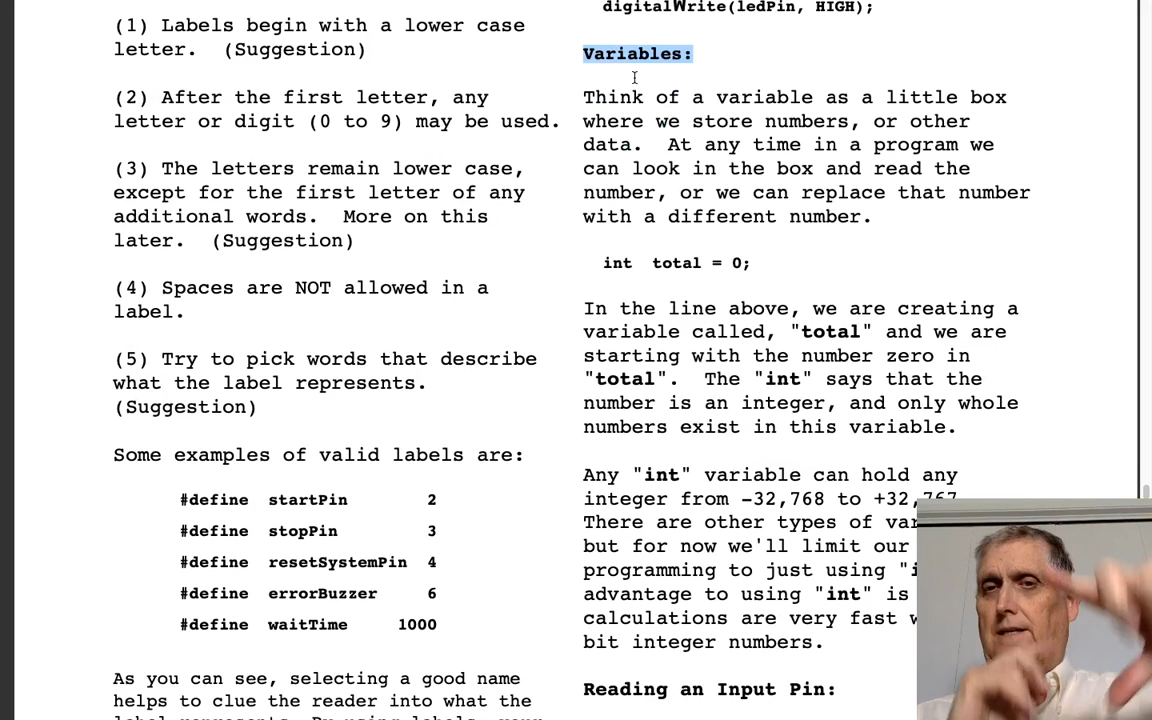 (1) Labels begin with a lower case
letter. (Suggestion)
(2) After the first letter, any
letter or digit (0 to 9) may be used.
(3) The letters remain lower case,
except for the first letter of any
additional words. More on this
later. (Suggestion)
(4) Spaces are NOT allowed in a
label.
(5) Try to pick words that describe
what the label represents.
(Suggestion)
Some examples of valid labels are:
#define startPin 2
#define stopPin 3
#define resetSystemPin 4
#define errorBuzzer 6
#define waitTime 1000
As you can see, selecting a good name
helps to clue the reader into what the
label represents. By using labels, your
digitalWrite(ledPin, HIGH);
Variables:
Think of a variable as a little box
where we store numbers, or other
data. At any time in a program we
can look in the box and read the
number, or we can replace that number
with a different number.
int total = 0;
In the line above, we are creating a
variable called, "total" and we are
starting with the number zero in
"total". The "int" says that the
number is an integer, and only whole
numbers exist in this variable.
Any "int" variable can hold any
integer from -32,768 to +32,767
There are other types of var
but for now we'll limit our
programming to just using "i
advantage to using "int" is
calculations are very fast w
bit integer numbers.
Reading an Input Pin: